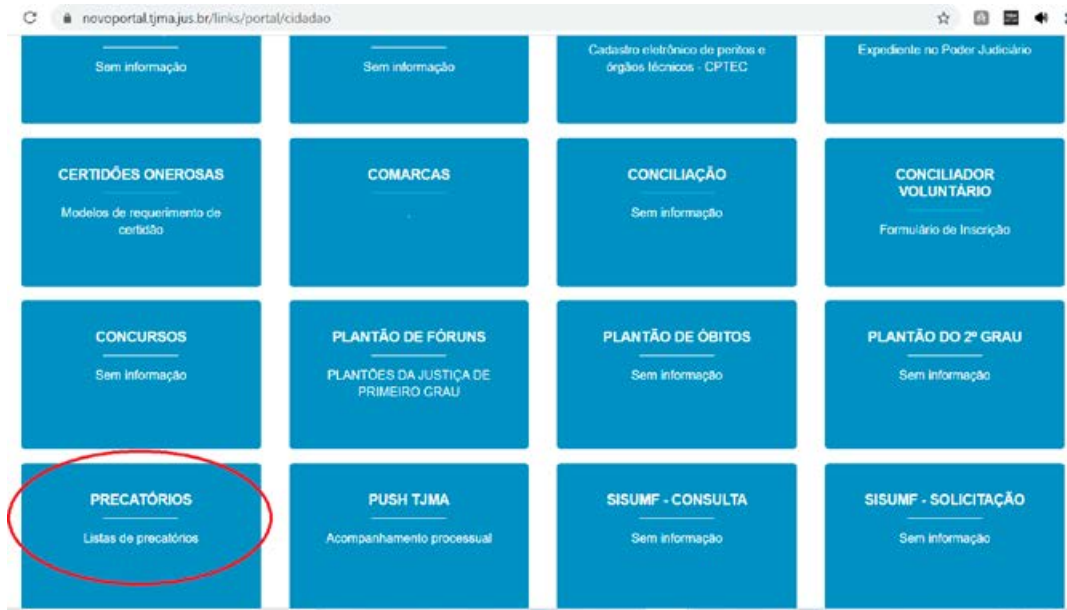 novoportal.tjma.jus.br/links/portal/cidadao
Sem informação
Sem informação
Cadastro eletrônico de peritos e
órgãos técnicos - CPTEC
Expediente no Poder Judiciário
CERTIDÕES ONEROSAS
Modelos de requerimento de
certidão
COMARCAS
.
CONCILIAÇÃO
Sem informação
CONCILIADOR
VOLUNTÁRIO
Formulário de Inscrição
CONCURSOS
Sem informação
PLANTÃO DE FÓRUNS
PLANTÕES DA JUSTIÇA DE
PRIMEIRO GRAU
PLANTÃO DE ÓBITOS
Sem informação
PLANTÃO DO 2º GRAU
Sem informação
PRECATÓRIOS
Listas de precatórios
PUSH TJMA
Acompanhamento processual
SISUMF - CONSULTA
Sem informação
SISUMF - SOLICITAÇÃO
Sem informação